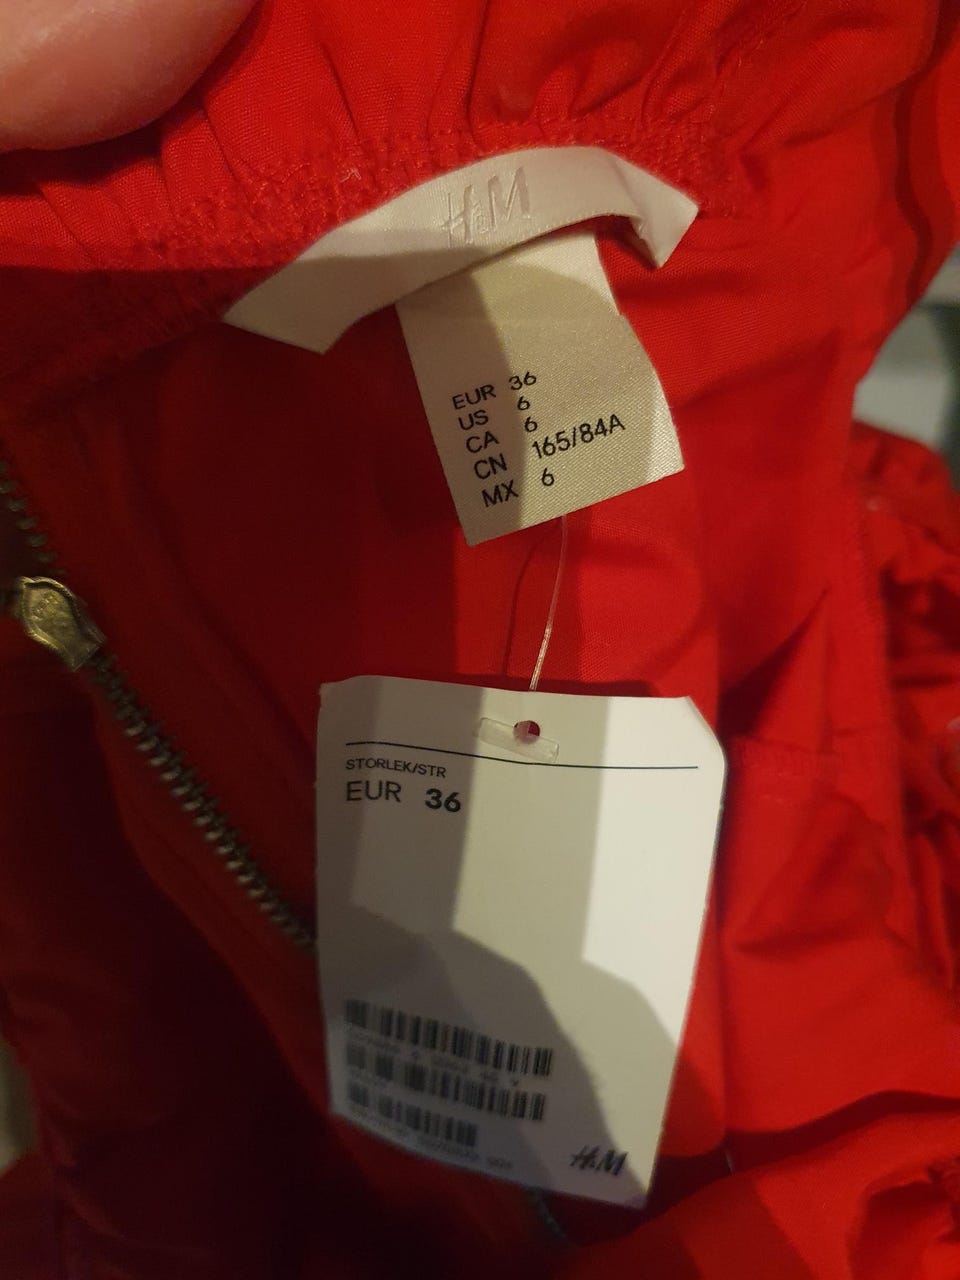 H&M
EUR 36
US 6
CA 6
CN 165/84A
MX 6
STORLEK/STR
EUR 36
H&M